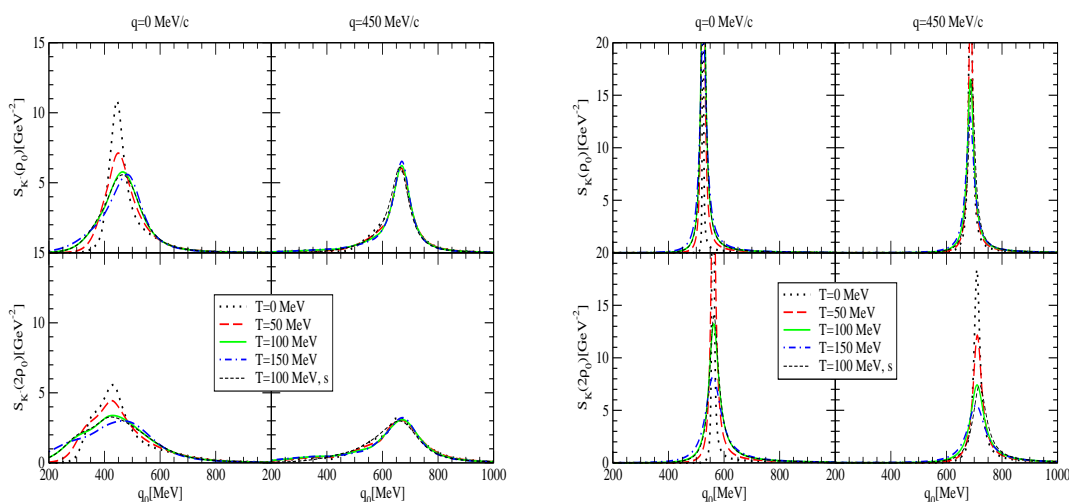 q=0 MeV/c q=450 MeV/c
15
10
5
S_K^-(ρ_0)[GeV^-2]
15
10
5
0
S_K^-(2ρ_0)[GeV^-2]
T=0 MeV
T=50 MeV
T=100 MeV
T=150 MeV
T=100 MeV, s
200 400 600 800 200 400 600 800 1000
q_0[MeV] q_0[MeV]
q=0 MeV/c q=450 MeV/c
20
15
10
5
S_K(ρ_0)[GeV^-2]
20
15
10
5
0
S_K(2ρ_0)[GeV^-2]
T=0 MeV
T=50 MeV
T=100 MeV
T=150 MeV
T=100 MeV, s
200 400 600 800 200 400 600 800 1000
q_0[MeV] q_0[MeV]